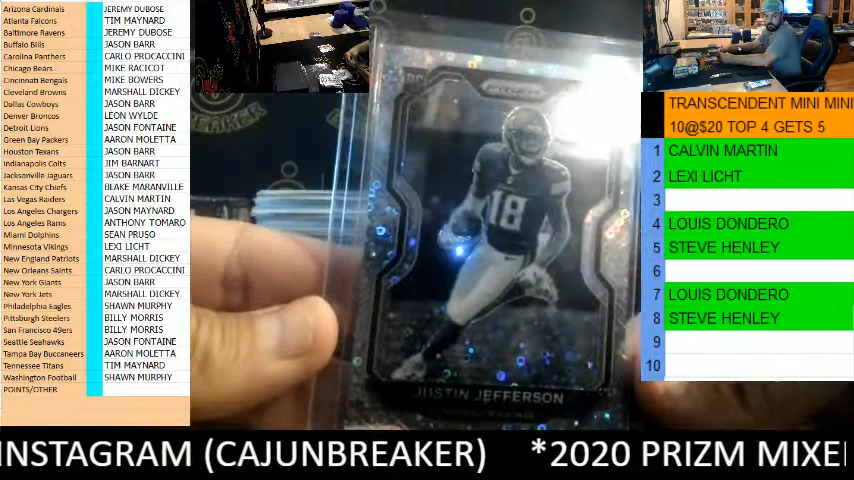 Arizona Cardinals JEREMY DUBOSE
Atlanta Falcons TIM MAYNARD
Baltimore Ravens JEREMY DUBOSE
Buffalo Bills JASON BARR
Carolina Panthers CARLO PROCACCINI
Chicago Bears MIKE RACICOT
Cincinnati Bengals MIKE BOWERS
Cleveland Browns MARSHALL DICKEY
Dallas Cowboys JASON BARR
Denver Broncos LEON WYLDE
Detroit Lions JASON FONTAINE
Green Bay Packers AARON MOLETTA
Houston Texans JASON BARR
Indianapolis Colts JIM BARNART
Jacksonville Jaguars JASON BARR
Kansas City Chiefs BLAKE MARANVILLE
Las Vegas Raiders CALVIN MARTIN
Los Angeles Chargers JASON MAYNARD
Los Angeles Rams ANTHONY TOMARO
Miami Dolphins SEAN PRUSO
Minnesota Vikings LEXI LICHT
New England Patriots MARSHALL DICKEY
New Orleans Saints CARLO PROCACCINI
New York Giants JASON BARR
New York Jets MARSHALL DICKEY
Philadelphia Eagles SHAWN MURPHY
Pittsburgh Steelers BILLY MORRIS
San Francisco 49ers BILLY MORRIS
Seattle Seahawks JASON FONTAINE
Tampa Bay Buccaneers AARON MOLETTA
Tennessee Titans TIM MAYNARD
Washington Football SHAWN MURPHY
POINTS/OTHER
PRIZM
18
JUSTIN JEFFERSON
TRANSCENDENT MINI MINI
10@$20 TOP 4 GETS 5
1 CALVIN MARTIN
2 LEXI LICHT
3
4 LOUIS DONDERO
5 STEVE HENLEY
6
7 LOUIS DONDERO
8 STEVE HENLEY
9
10
INSTAGRAM (CAJUNBREAKER) *2020 PRIZM MIXE